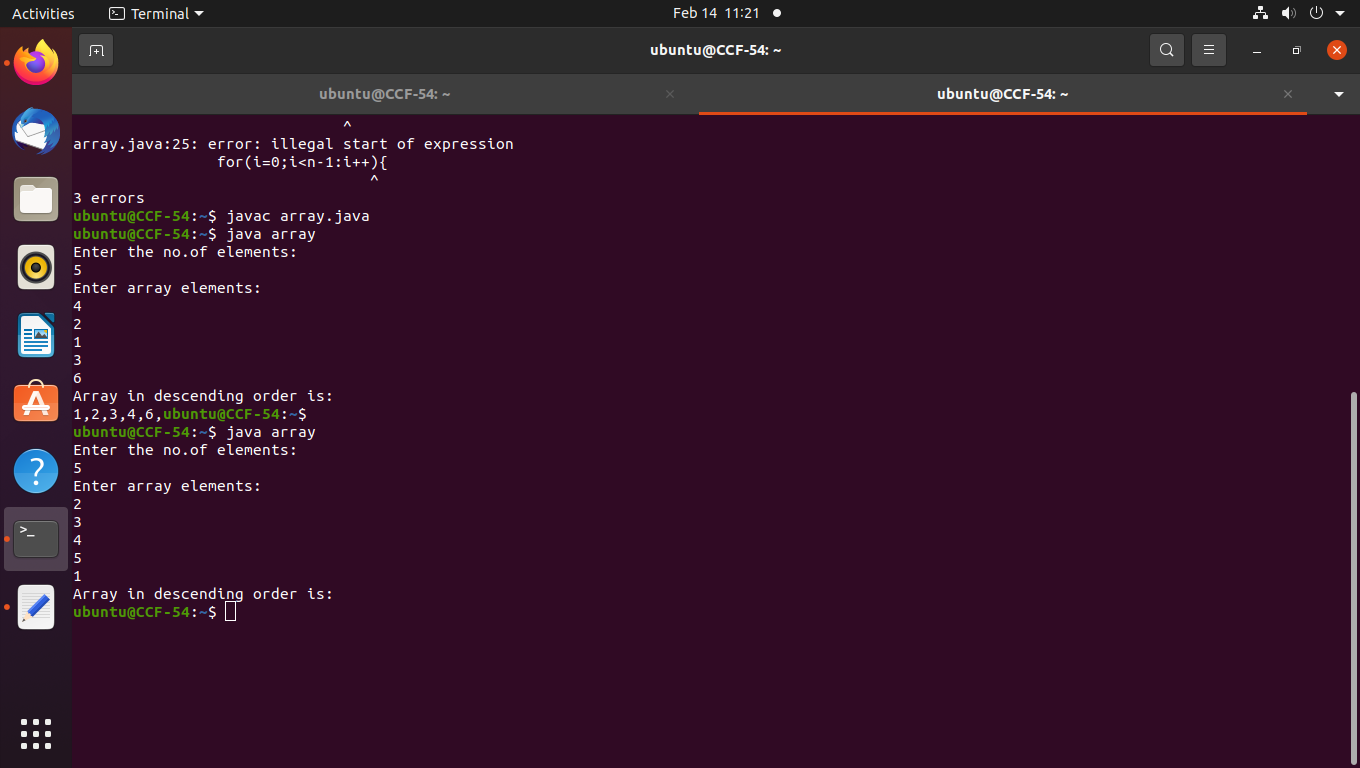 Activities
Terminal
Feb 14 11:21
ubuntu@CCF-54: ~
ubuntu@CCF-54: ~
ubuntu@CCF-54: ~
^
array.java:25: error: illegal start of expression
for(i=0;i<n-1:i++){
^
3 errors
ubuntu@CCF-54:~$ javac array.java
ubuntu@CCF-54:~$ java array
Enter the no.of elements:
5
Enter array elements:
4
2
1
3
6
Array in descending order is:
1,2,3,4,6,ubuntu@CCF-54:~$
ubuntu@CCF-54:~$ java array
Enter the no.of elements:
5
Enter array elements:
2
3
4
5
1
Array in descending order is:
ubuntu@CCF-54:~$